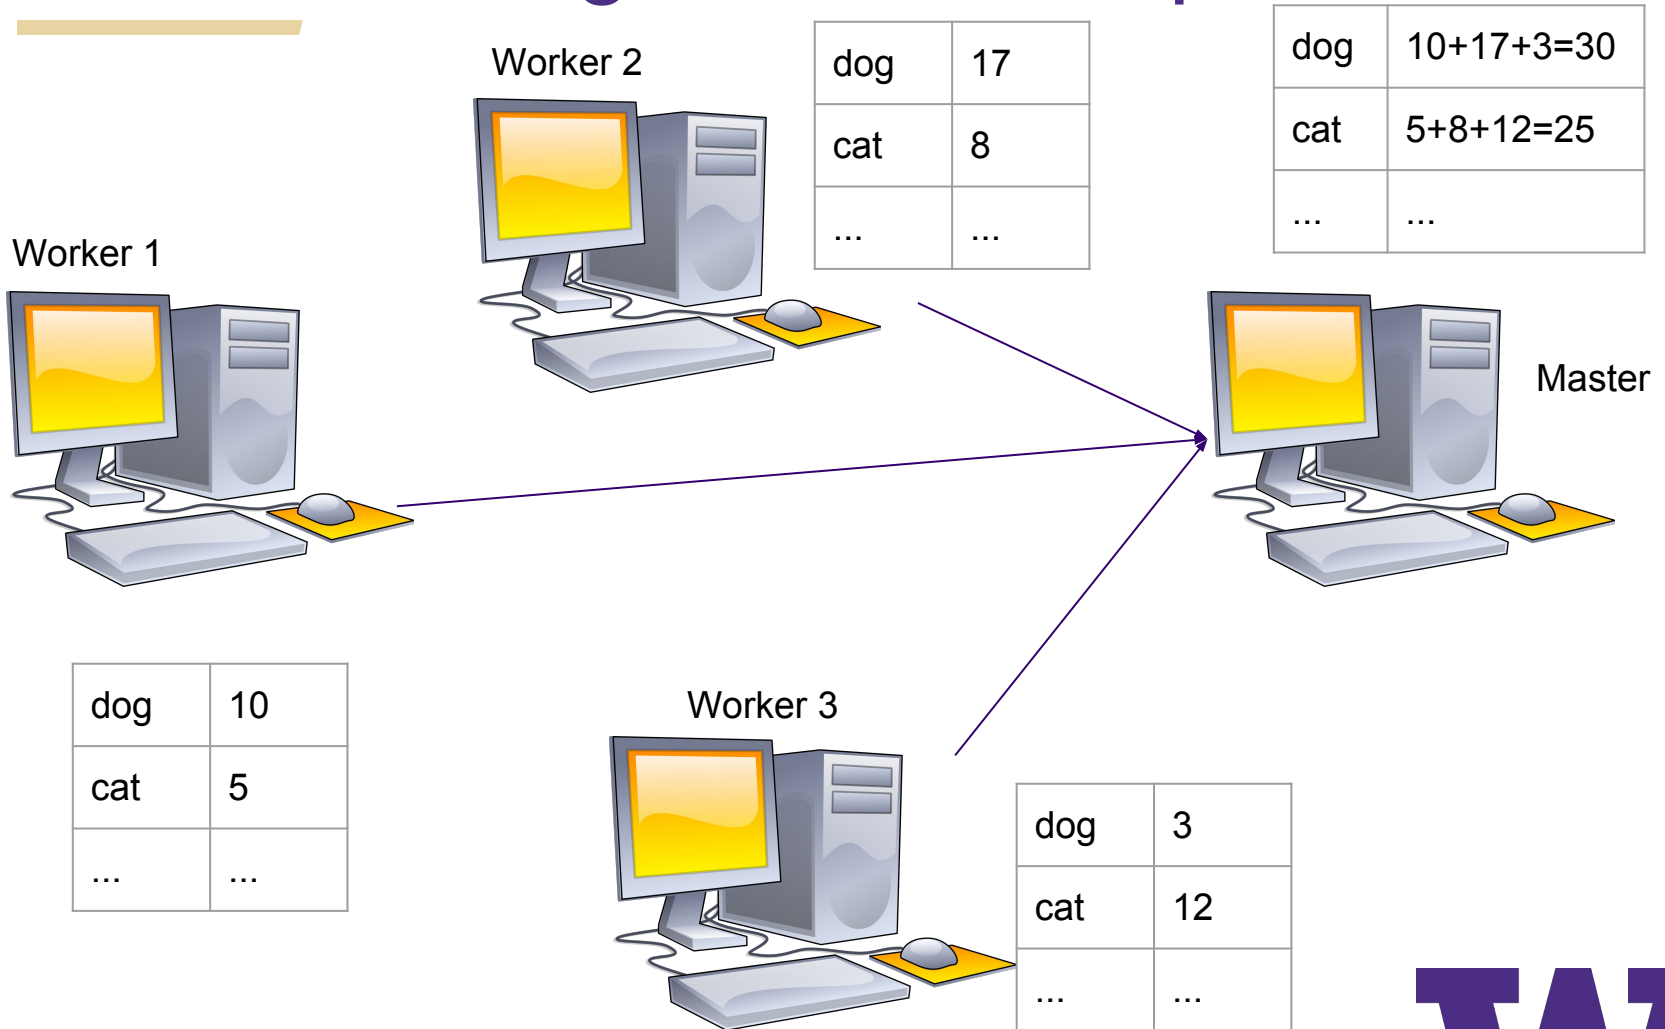 Worker 2
dog 17
cat 8
... ...
dog 10+17+3=30
cat 5+8+12=25
... ...
Worker 1
Master
dog 10
cat 5
... ...
Worker 3
dog 3
cat 12
... ...